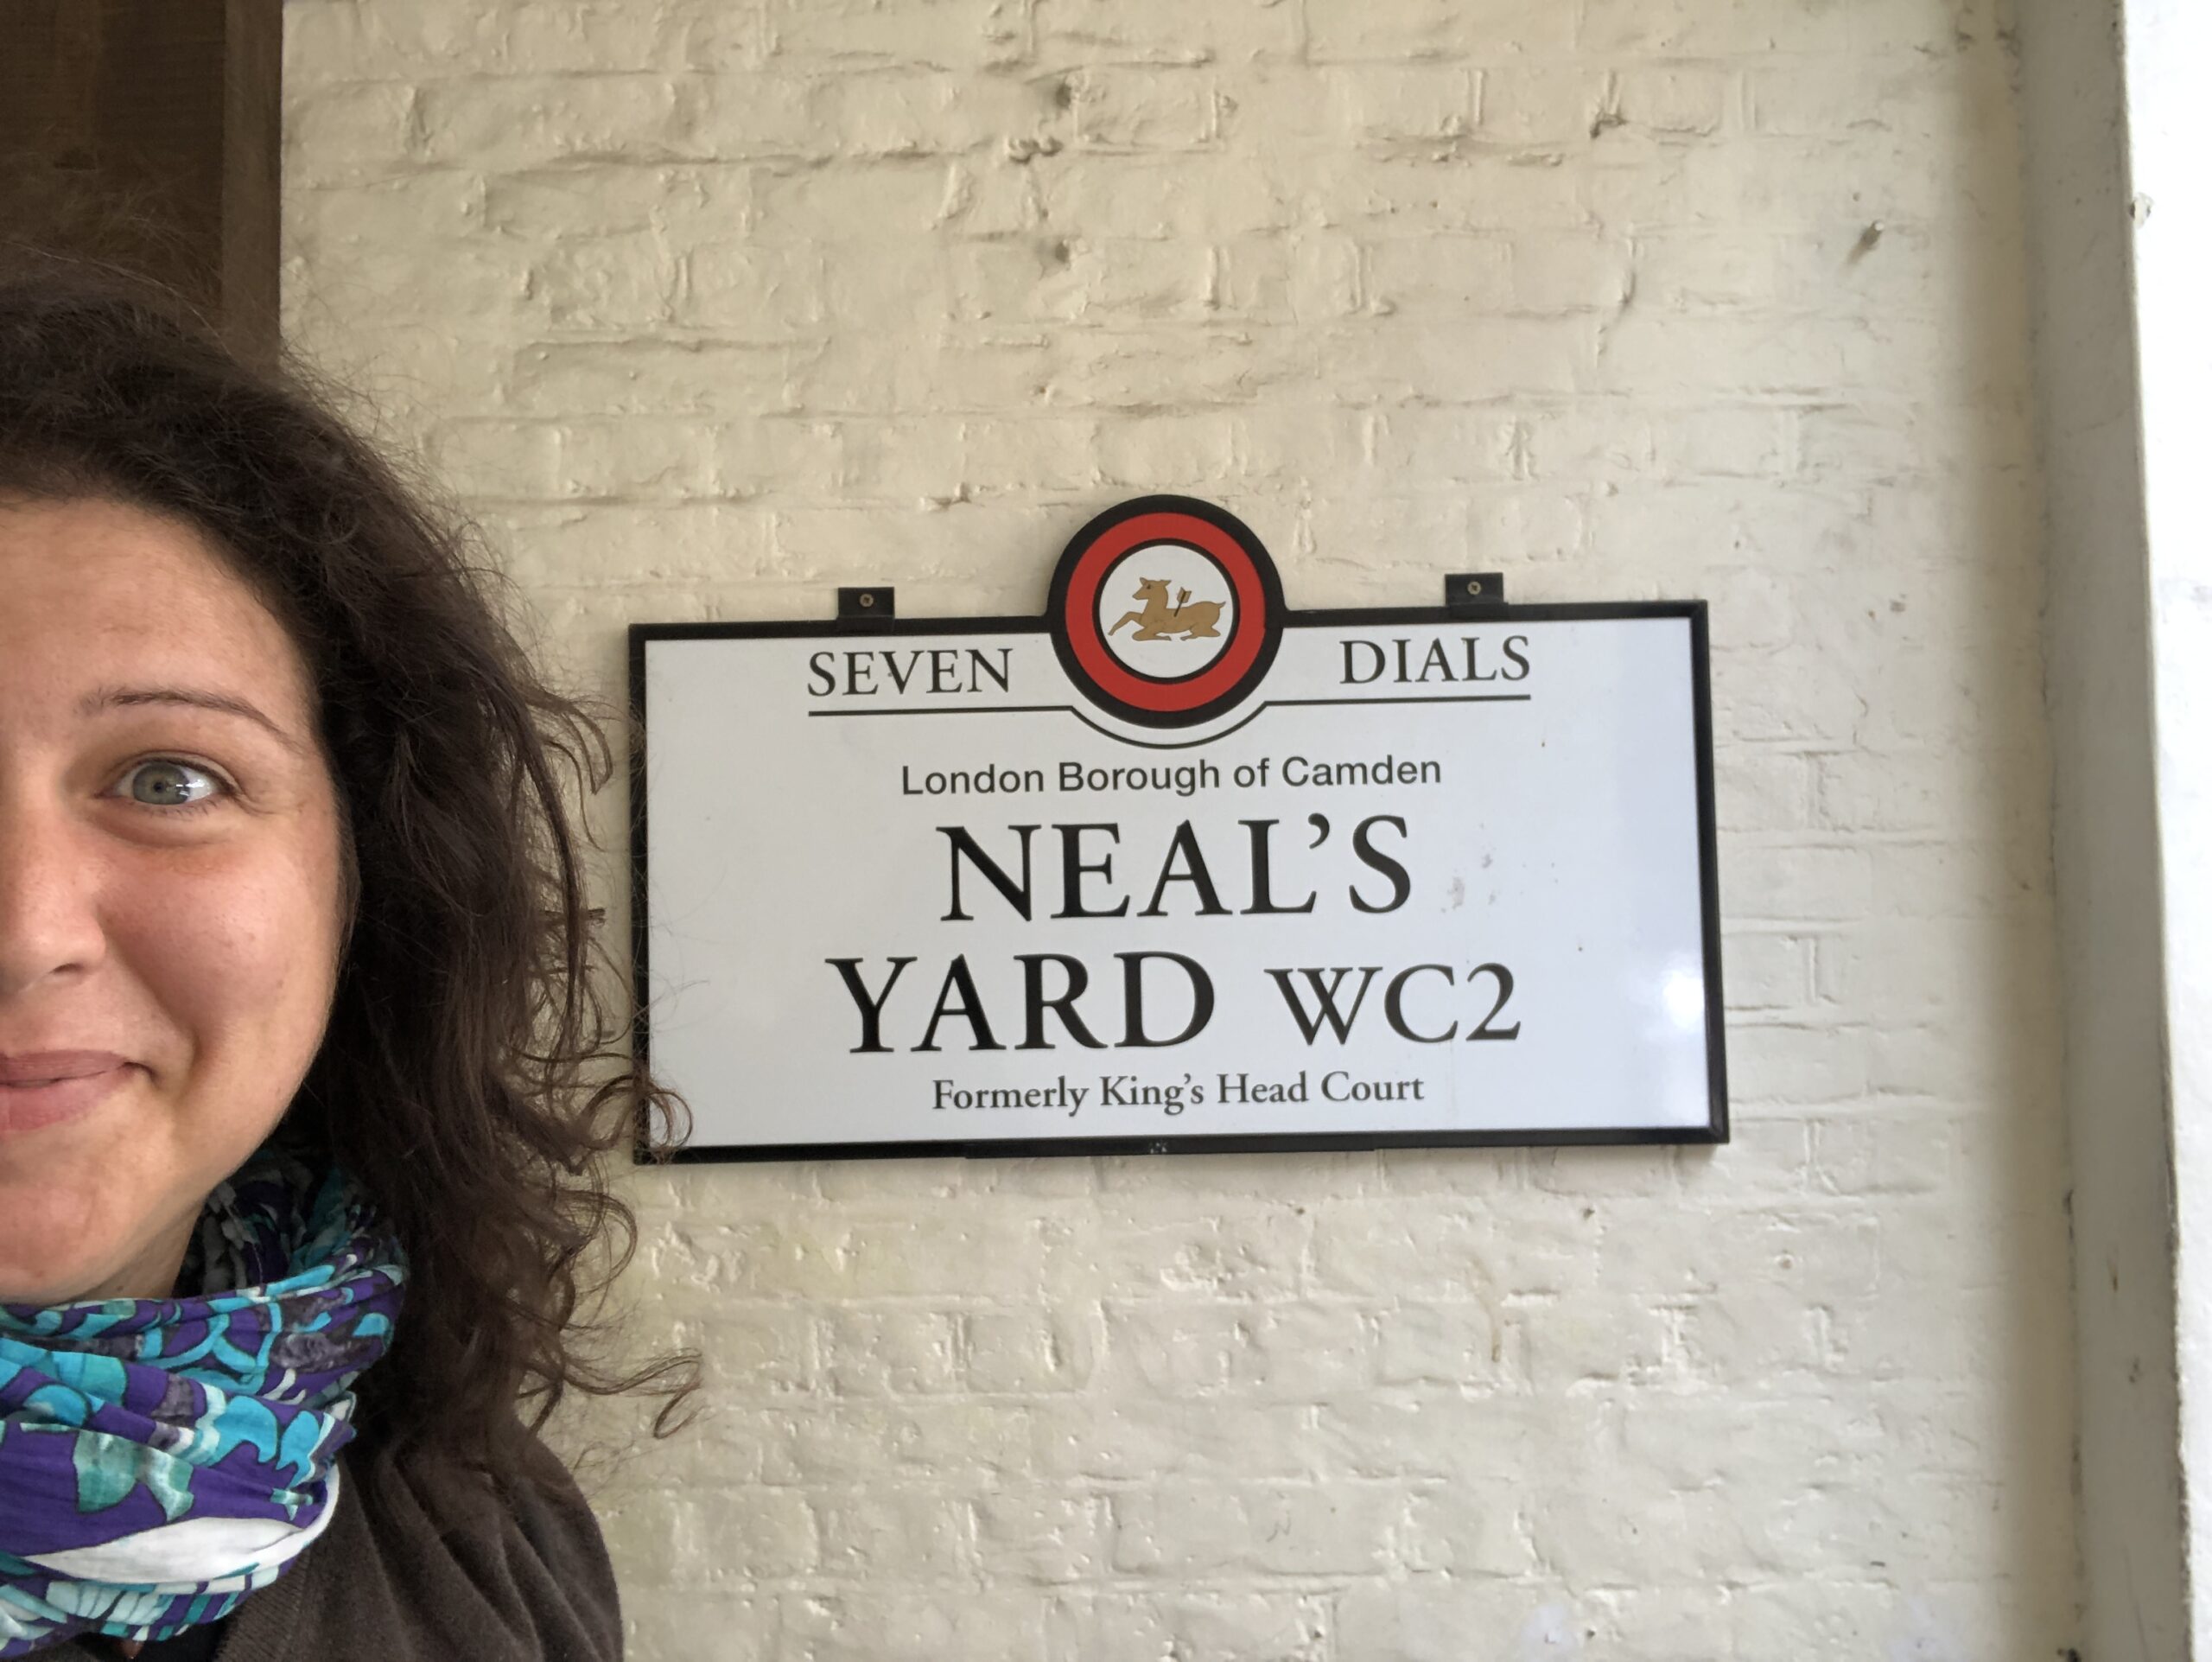 SEVEN DIALS
London Borough of Camden
NEAL’S
YARD WC2
Formerly King’s Head Court